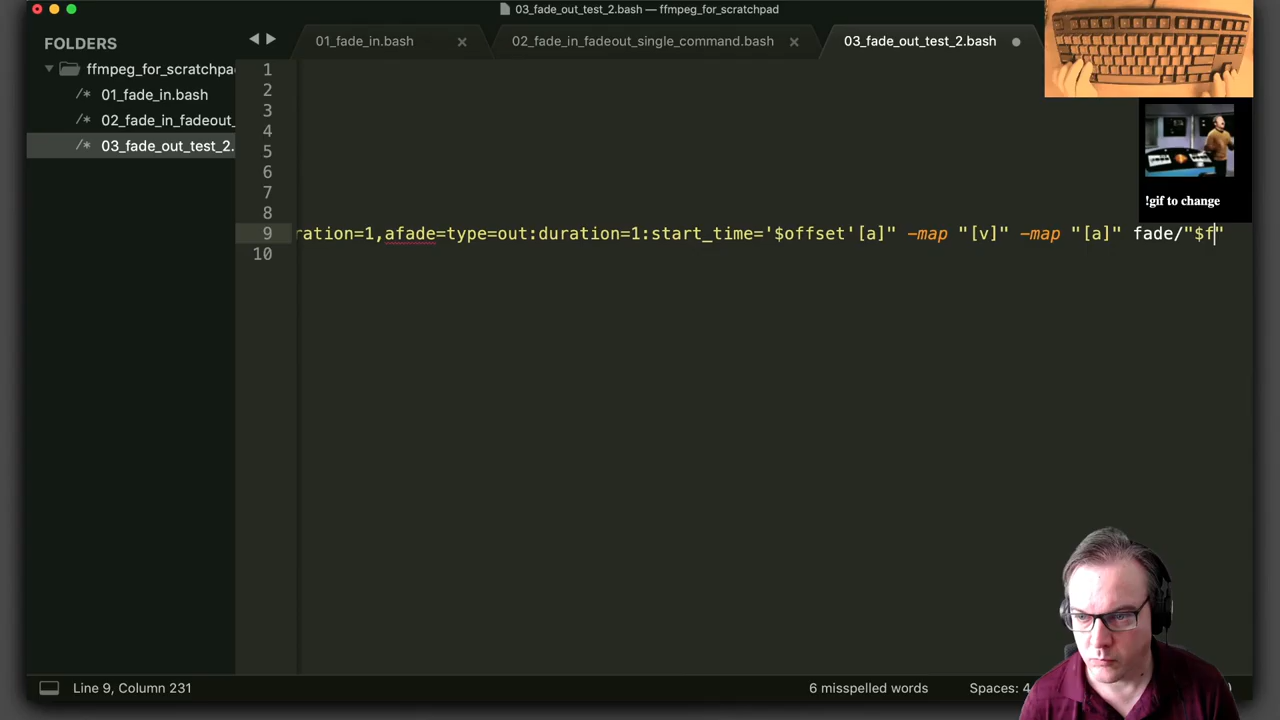 03_fade_out_test_2.bash — ffmpeg_for_scratchpad
FOLDERS
ffmpeg_for_scratchpa
/* 01_fade_in.bash
/* 02_fade_in_fadeout_
/* 03_fade_out_test_2.
01_fade_in.bash
02_fade_in_fadeout_single_command.bash
03_fade_out_test_2.bash
1
2
3
4
5
6
7
8
9 ration=1,afade=type=out:duration=1:start_time='$offset'[a]" -map "[v]" -map "[a]" fade/"$f"
10
!gif to change
Line 9, Column 231
6 misspelled words
Spaces: 4